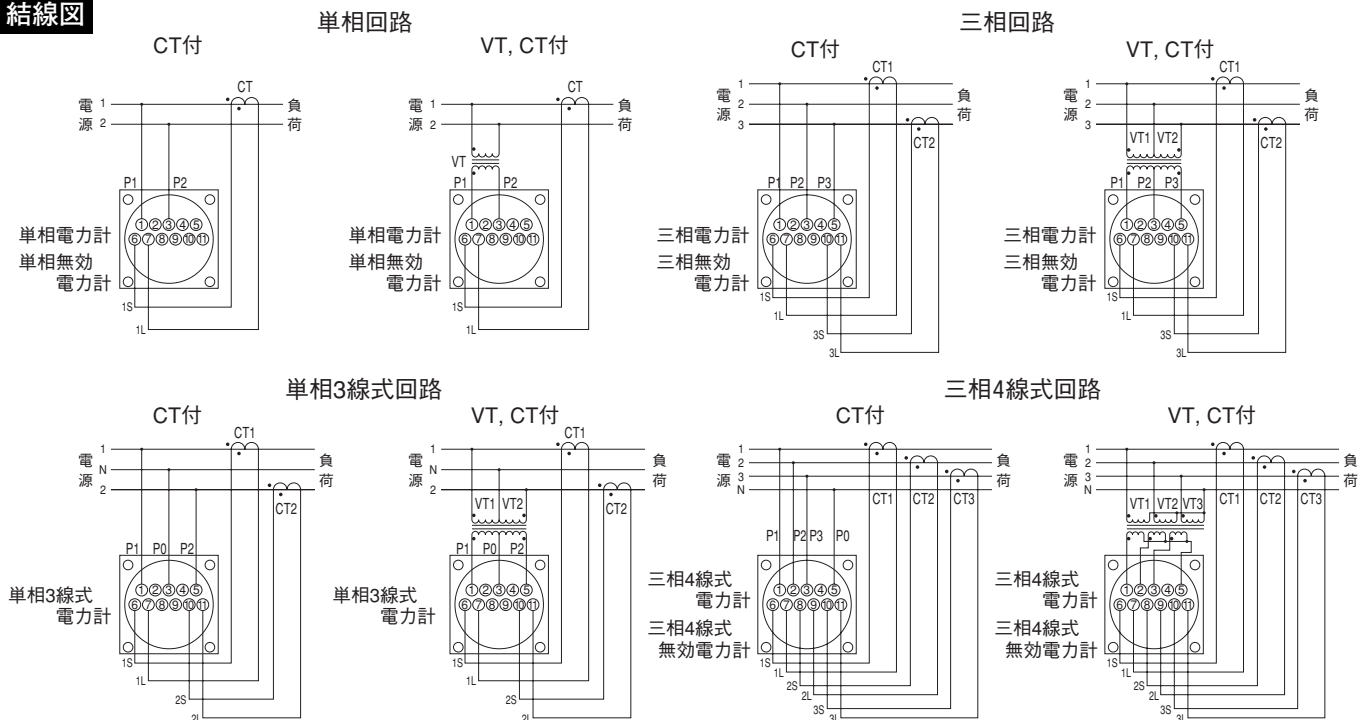 結線図
単相回路
CT付
CT
電源
1
2
負荷
P1 P2
単相電力計
単相無効
電力計
①②③④⑤
⑥⑦⑧⑨⑩⑪
1S
1L
VT, CT付
CT
電源
1
2
負荷
VT
P1 P2
単相電力計
単相無効
電力計
①②③④⑤
⑥⑦⑧⑨⑩⑪
1S
1L
三相回路
CT付
CT1
電源
1
2
3
負荷
CT2
P1 P2 P3
三相電力計
三相無効
電力計
①②③④⑤
⑥⑦⑧⑨⑩⑪
1S
1L
3S
3L
VT, CT付
CT1
電源
1
2
3
負荷
VT1 VT2
CT2
P1 P2 P3
三相電力計
三相無効
電力計
①②③④⑤
⑥⑦⑧⑨⑩⑪
1S
1L
3S
3L
単相3線式回路
CT付
CT1
電源
1
N
2
負荷
CT2
P1 P0 P2
単相3線式
電力計
①②③④⑤
⑥⑦⑧⑨⑩⑪
1S
1L
2S
2L
VT, CT付
CT1
電源
1
N
2
負荷
VT1 VT2
CT2
P1 P0 P2
単相3線式
電力計
①②③④⑤
⑥⑦⑧⑨⑩⑪
1S
1L
2S
2L
三相4線式回路
CT付
電源
1
2
3
N
負荷
CT1 CT2 CT3
P1 P2 P3 P0
三相4線式
電力計
三相4線式
無効電力計
①②③④⑤
⑥⑦⑧⑨⑩⑪
1S
1L
2S
2L
3S
3L
VT, CT付
電源
1
2
3
N
負荷
VT1 VT2 VT3
CT1 CT2 CT3
三相4線式
電力計
三相4線式
無効電力計
①②③④⑤
⑥⑦⑧⑨⑩⑪
1S
1L
2S
2L
3S
3L